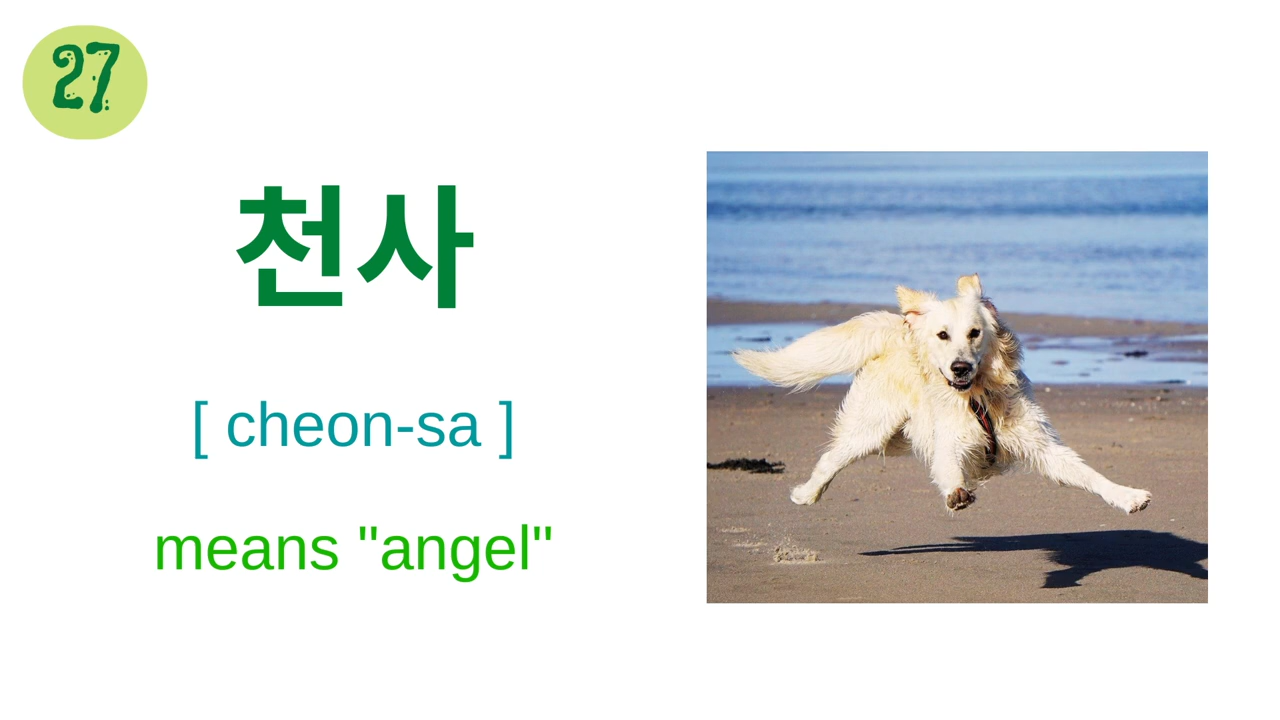 27
천사
[ cheon-sa ]
means "angel"